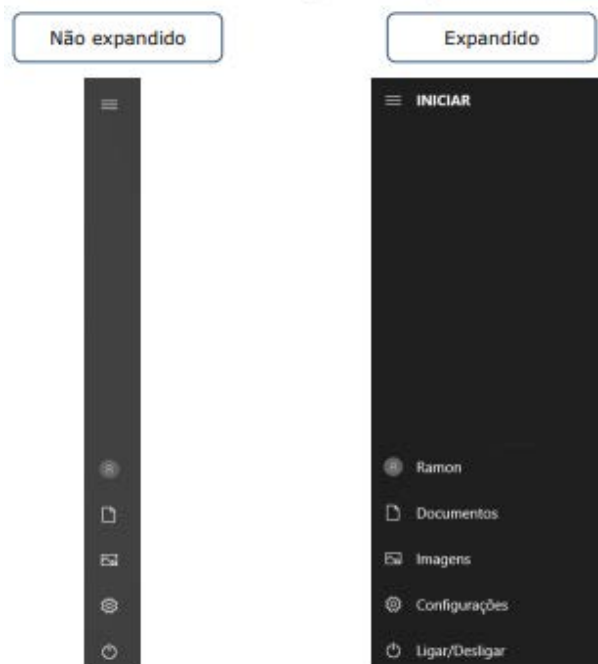 Não expandido
Expandido
INICIAR
Ramon
Documentos
Imagens
Configurações
Ligar/Desligar